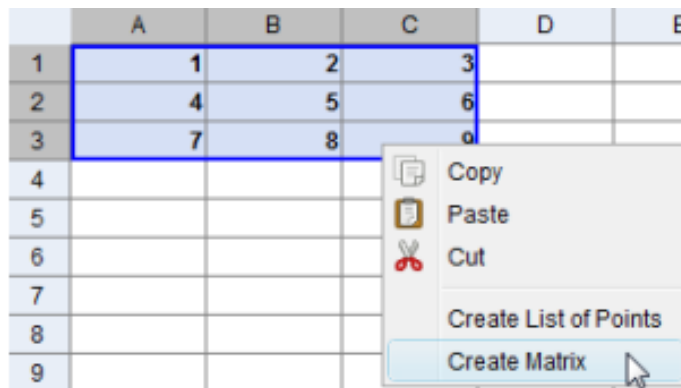 A B C D E
1 1 2 3
2 4 5 6
3 7 8 9
4 Copy
5 Paste
6 Cut
7
8 Create List of Points
9 Create Matrix